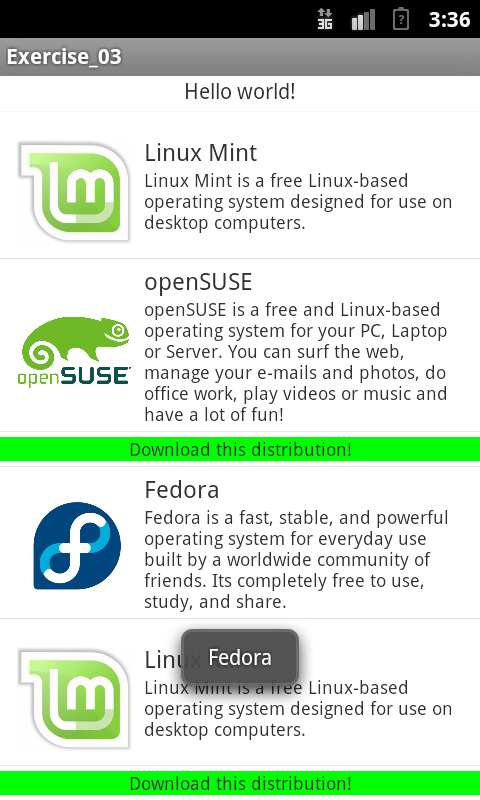 3G 3:36
Exercise_03
Hello world!
Linux Mint
Linux Mint is a free Linux-based
operating system designed for use on
desktop computers.
openSUSE
openSUSE is a free and Linux-based
operating system for your PC, Laptop
or Server. You can surf the web,
manage your e-mails and photos, do
office work, play videos or music and
have a lot of fun!
openSUSE
Download this distribution!
Fedora
Fedora is a fast, stable, and powerful
operating system for everyday use
built by a worldwide community of
friends. Its completely free to use,
study, and share.
Linu
Fedora
Linux Mint is a free Linux-based
operating system designed for use on
desktop computers.
Download this distribution!